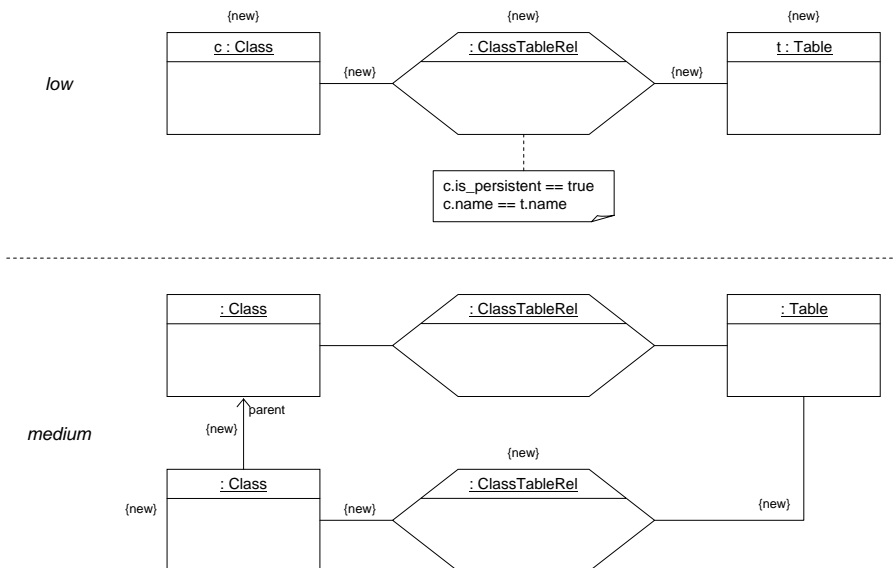 {new} {new} {new}
c : Class : ClassTableRel t : Table
{new} {new}
low
c.is_persistent == true
c.name == t.name
: Class : ClassTableRel : Table
parent
{new}
medium
{new}
: Class : ClassTableRel
{new} {new} {new}